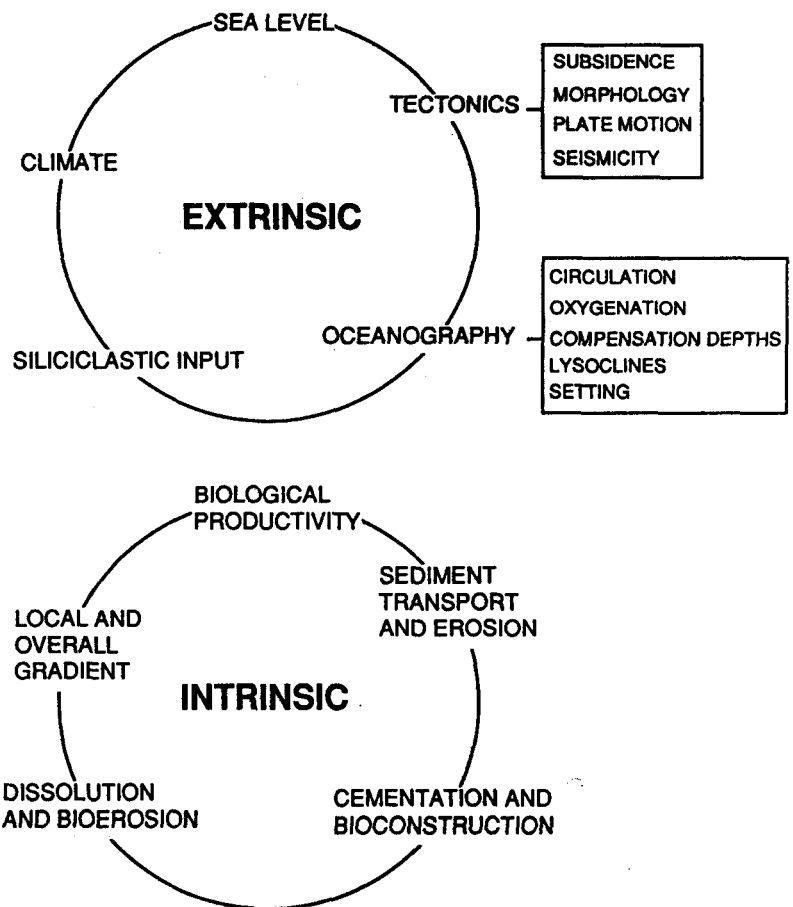 SEA LEVEL
TECTONICS
SUBSIDENCE
MORPHOLOGY
PLATE MOTION
SEISMICITY
CLIMATE
EXTRINSIC
CIRCULATION
OXYGENATION
COMPENSATION DEPTHS
LYSOCLINES
SETTING
OCEANOGRAPHY
SILICICLASTIC INPUT
BIOLOGICAL
PRODUCTIVITY
SEDIMENT
TRANSPORT
AND EROSION
LOCAL AND
OVERALL
GRADIENT
INTRINSIC
DISSOLUTION
AND BIOEROSION
CEMENTATION AND
BIOCONSTRUCTION